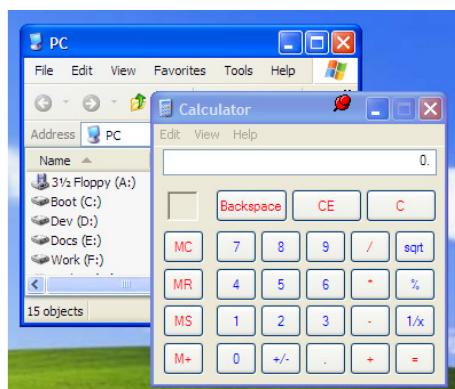 PC
File Edit View Favorites Tools Help
Address PC
Name
3½ Floppy (A:)
Boot (C:)
Dev (D:)
Docs (E:)
Work (F:)
15 objects
Calculator
Edit View Help
0.
Backspace CE C
MC 7 8 9 / sqrt
MR 4 5 6 * %
MS 1 2 3 - 1/x
M+ 0 +/- . + =